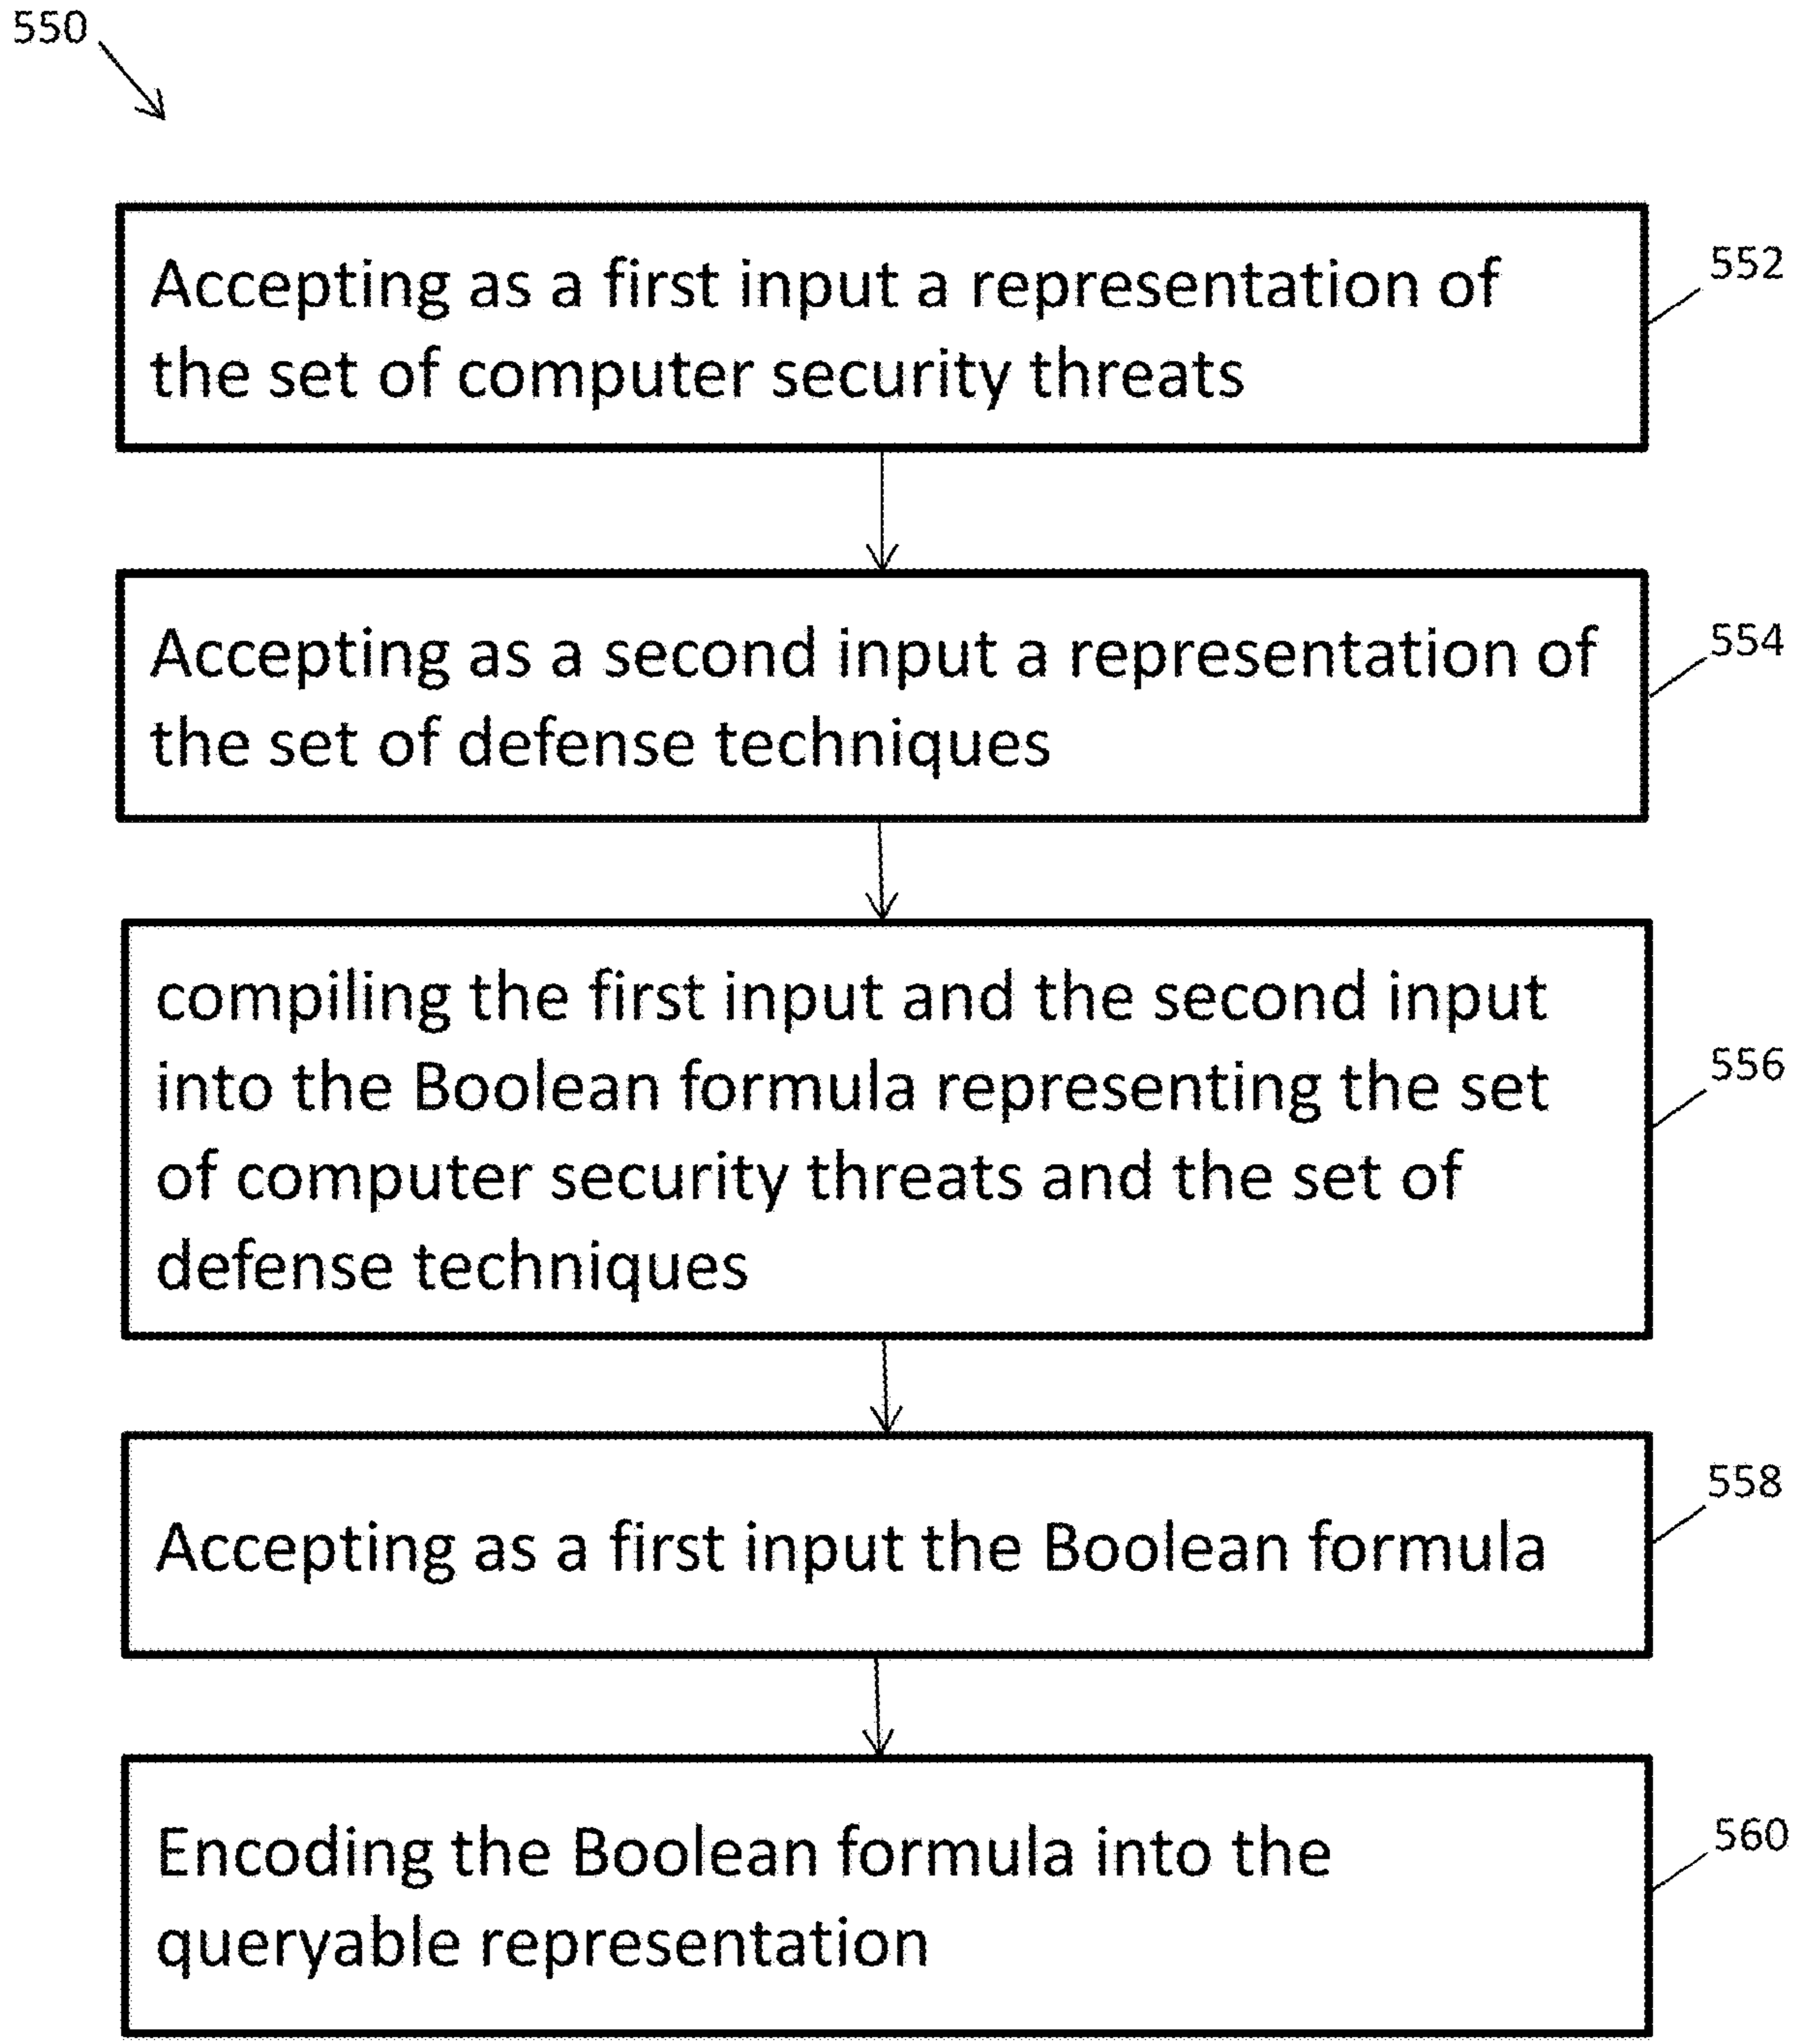 550
Accepting as a first input a representation of
the set of computer security threats
552
Accepting as a second input a representation of
the set of defense techniques
554
compiling the first input and the second input
into the Boolean formula representing the set
of computer security threats and the set of
defense techniques
556
Accepting as a first input the Boolean formula
558
Encoding the Boolean formula into the
queryable representation
560